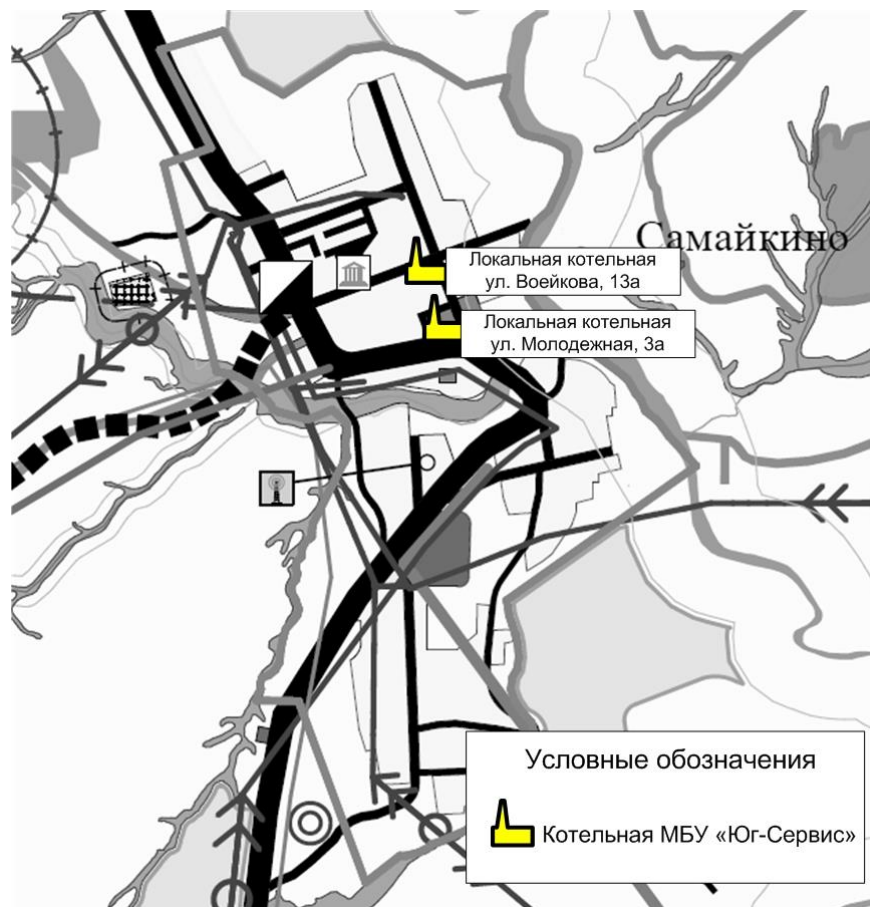 Самайкино
Локальная котельная
ул. Воейкова, 13а
Локальная котельная
ул. Молодежная, 3а
Условные обозначения
Котельная МБУ «Юг-Сервис»